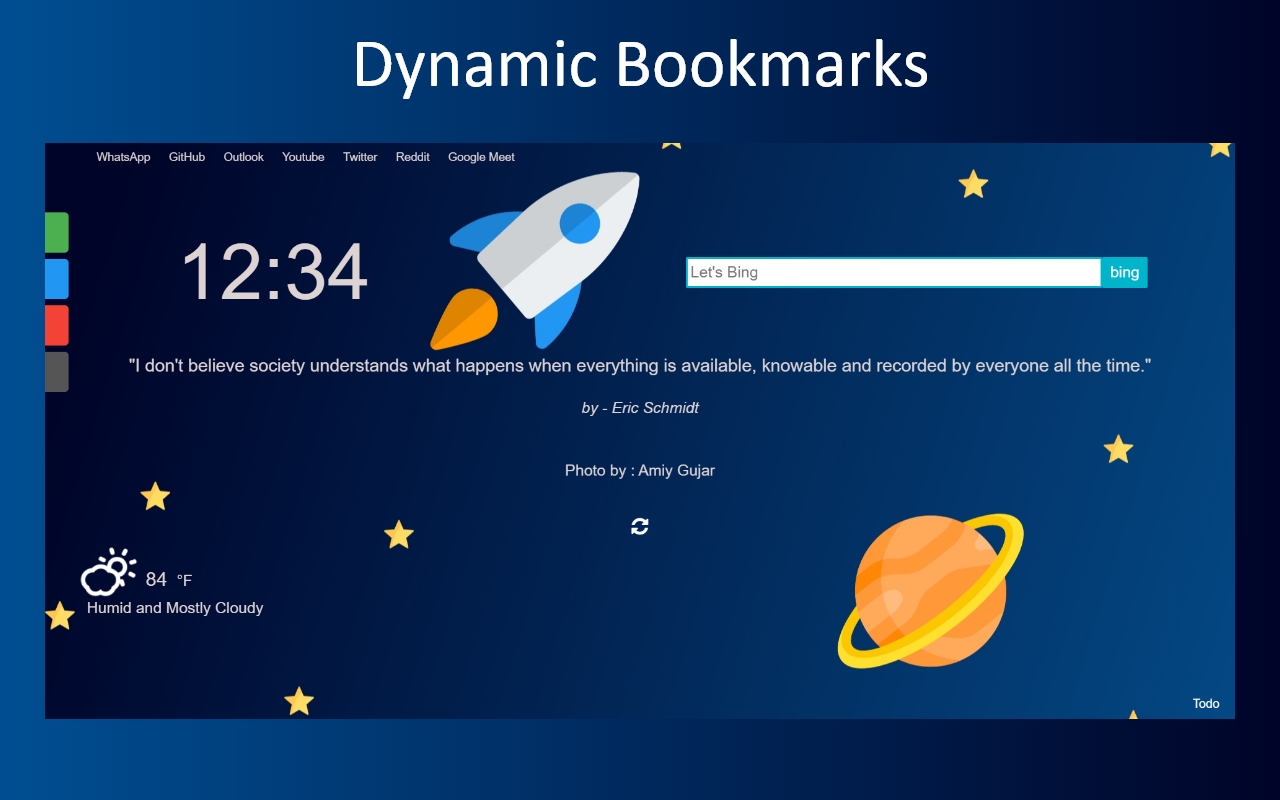 Dynamic Bookmarks
WhatsApp GitHub Outlook Youtube Twitter Reddit Google Meet
12:34
Let's Bing bing
"I don't believe society understands what happens when everything is available, knowable and recorded by everyone all the time."
by - Eric Schmidt
Photo by : Amiy Gujar
84 °F
Humid and Mostly Cloudy
Todo